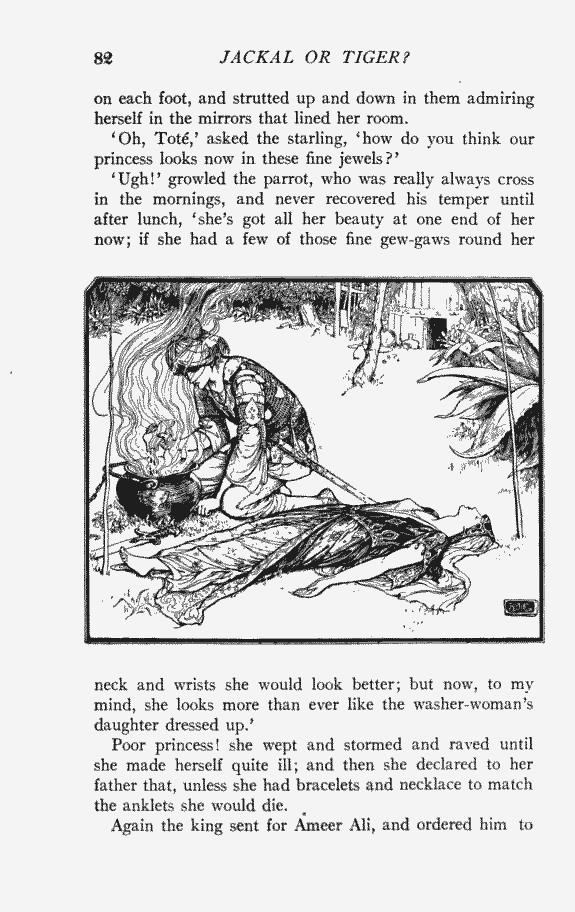 82 JACKAL OR TIGER?
on each foot, and strutted up and down in them admiring
herself in the mirrors that lined her room.
‘Oh, Toté,’ asked the starling, ‘how do you think our
princess looks now in these fine jewels?’
‘Ugh!’ growled the parrot, who was really always cross
in the mornings, and never recovered his temper until
after lunch, ‘she’s got all her beauty at one end of her
now; if she had a few of those fine gew-gaws round her
neck and wrists she would look better; but now, to my
mind, she looks more than ever like the washer-woman’s
daughter dressed up.’
Poor princess! she wept and stormed and raved until
she made herself quite ill; and then she declared to her
father that, unless she had bracelets and necklace to match
the anklets she would die.
Again the king sent for Ameer Ali, and ordered him to